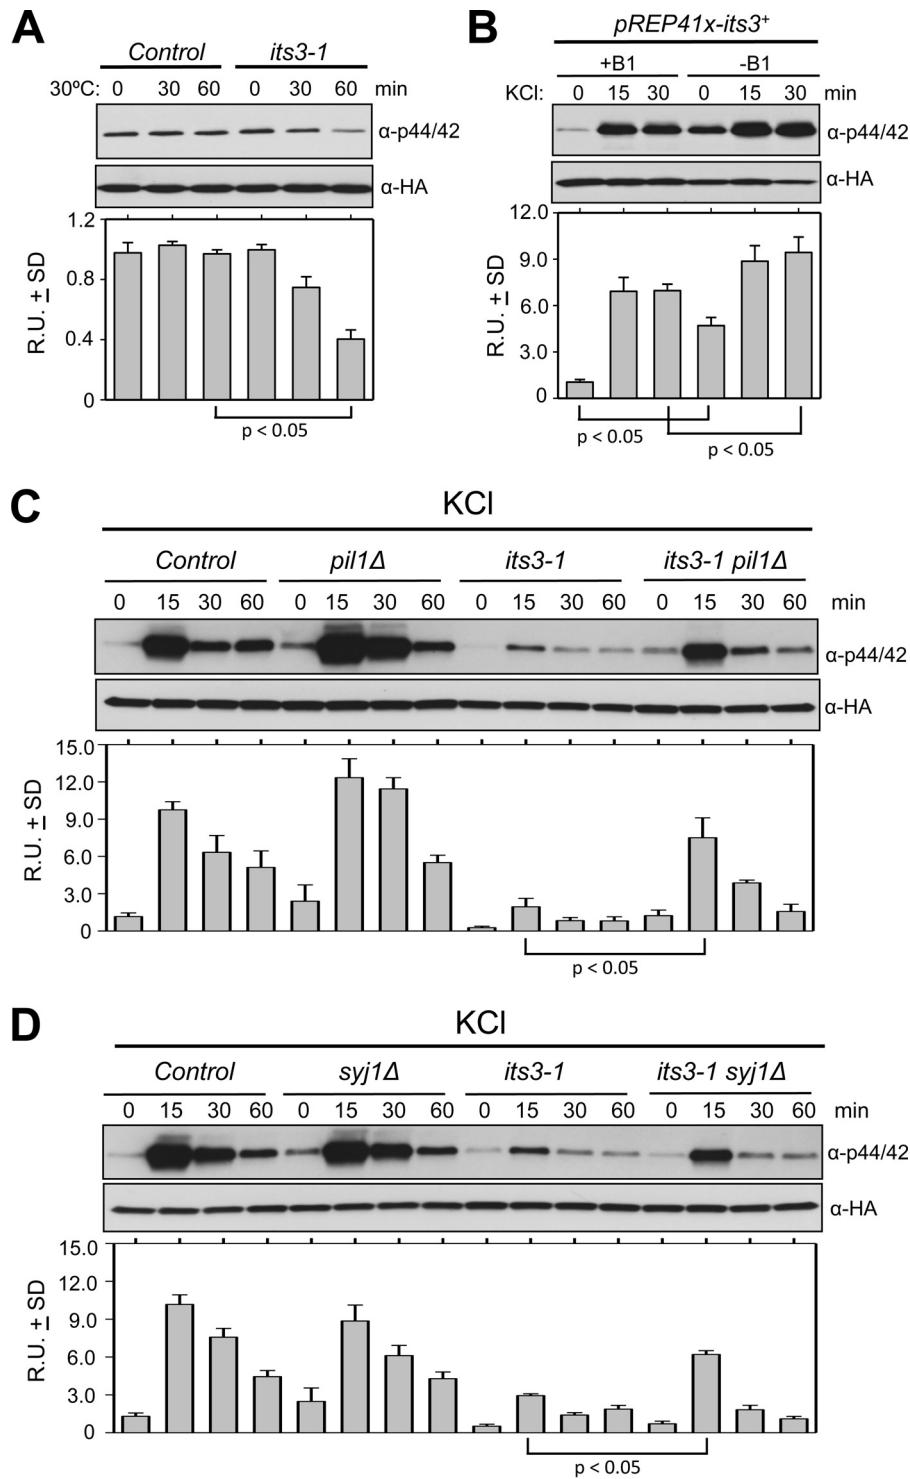 A
Control its3-1
30ºC: 0 30 60 0 30 60 min
α-p44/42
α-HA
1.2
0.8
0.4
0
R.U. ± SD
p < 0.05
B
pREP41x-its3+
+B1 -B1
KCl: 0 15 30 0 15 30 min
α-p44/42
α-HA
12.0
9.0
6.0
3.0
0
R.U. ± SD
p < 0.05
p < 0.05
C
KCl
Control pil1Δ its3-1 its3-1 pil1Δ
0 15 30 60 0 15 30 60 0 15 30 60 0 15 30 60 min
α-p44/42
α-HA
15.0
12.0
9.0
6.0
3.0
0
R.U. ± SD
p < 0.05
D
KCl
Control syj1Δ its3-1 its3-1 syj1Δ
0 15 30 60 0 15 30 60 0 15 30 60 0 15 30 60 min
α-p44/42
α-HA
15.0
12.0
9.0
6.0
3.0
0
R.U. ± SD
p < 0.05